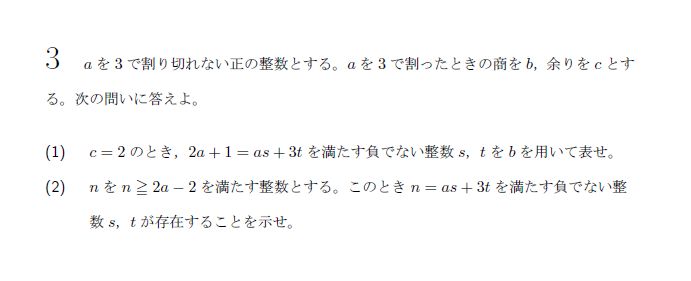 3 aを3で割り切れない正の整数とする。aを3で割ったときの商をb,余りをcとす
る。次の問いに答えよ。
(1) c = 2 のとき,2a + 1 = as + 3t を満たす負でない整数 s,t を b を用いて表せ。
(2) n を n ≧ 2a − 2 を満たす整数とする。このとき n = as + 3t を満たす負でない整
数 s,t が存在することを示せ。